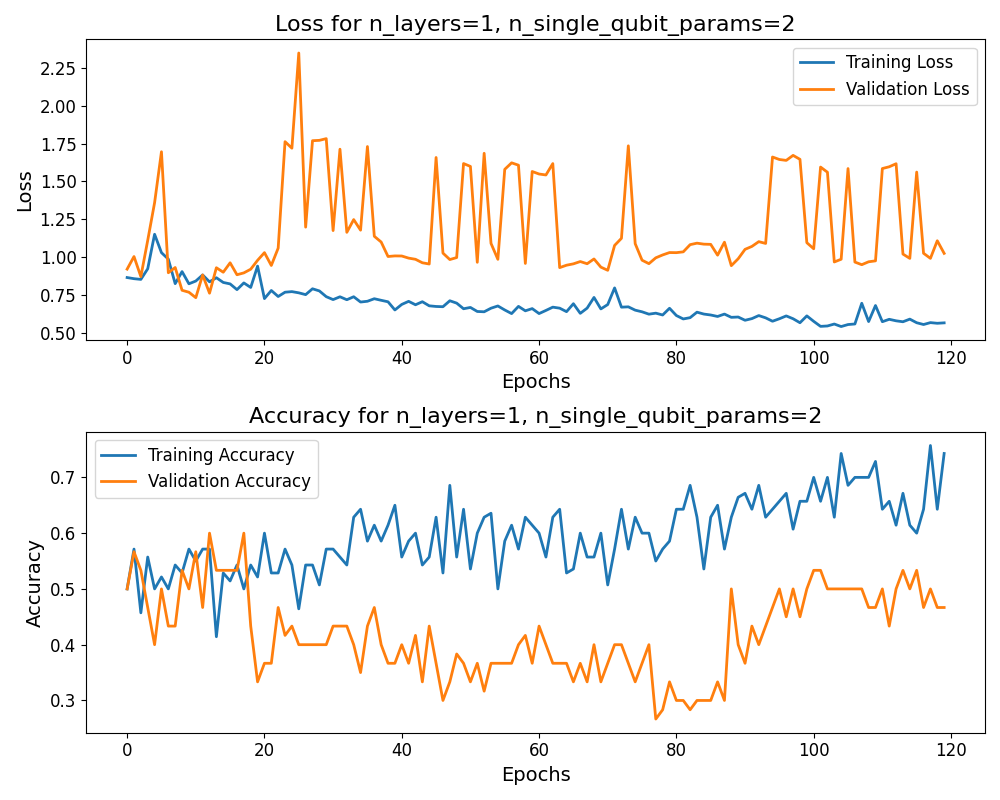 Loss for n_layers=1, n_single_qubit_params=2
Training Loss
Validation Loss
2.25
2.00
1.75
1.50
1.25
1.00
0.75
0.50
Loss
0 20 40 60 80 100 120
Epochs
Accuracy for n_layers=1, n_single_qubit_params=2
Training Accuracy
Validation Accuracy
0.7
0.6
0.5
0.4
0.3
Accuracy
0 20 40 60 80 100 120
Epochs